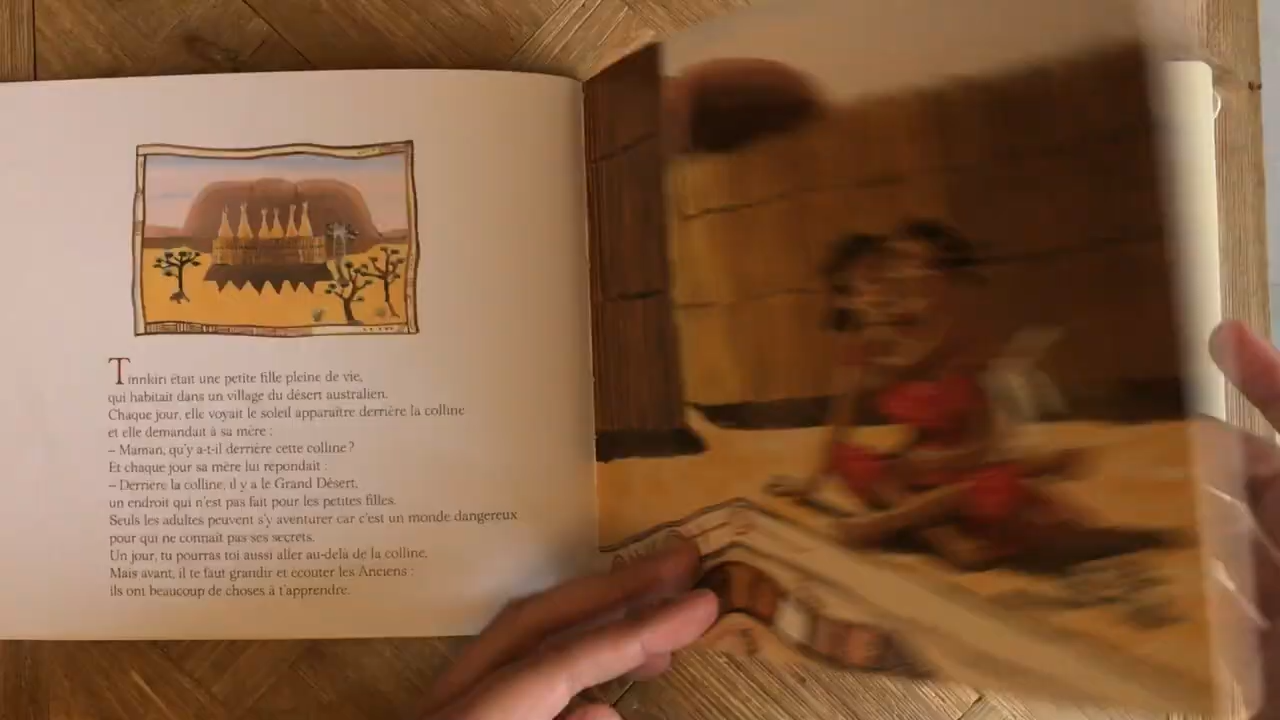 Tinnkiri était une petite fille pleine de vie,
qui habitait dans un village du désert australien.
Chaque jour, elle voyait le soleil apparaître derrière la colline
et elle demandait à sa mère :
– Maman, qu'y a-t-il derrière cette colline ?
Et chaque jour sa mère lui répondait :
– Derrière la colline, il y a le Grand Désert,
un endroit qui n'est pas fait pour les petites filles.
Seuls les adultes peuvent s'y aventurer car c'est un monde dangereux
pour qui ne connaît pas ses secrets.
Un jour, tu pourras toi aussi aller au-delà de la colline.
Mais avant, il te faut grandir et écouter les Anciens :
ils ont beaucoup de choses à t'apprendre.